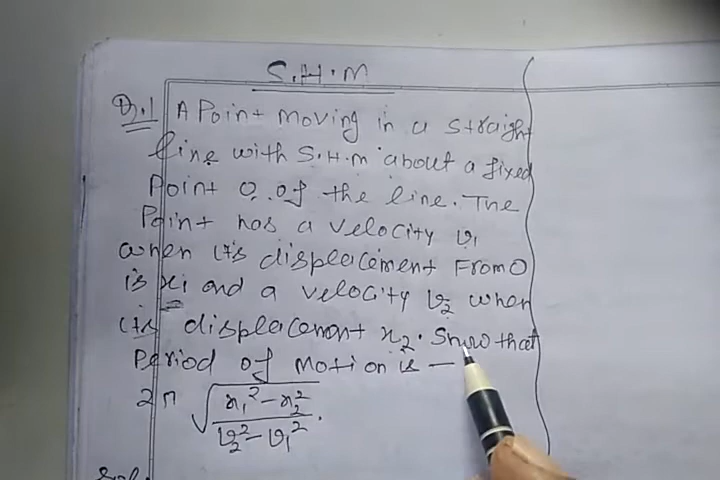 S.H.M
Q.1 A Point moving in a straight
line with S.H.M about a fixed
Point O of the line. The
Point has a velocity v₁
when its displacement From O
is x₁ and a velocity v₂ when
its displacement x₂. Show that
Period of Motion is —
2π √((x₁² - x₂²)/(v₂² - v₁²)).